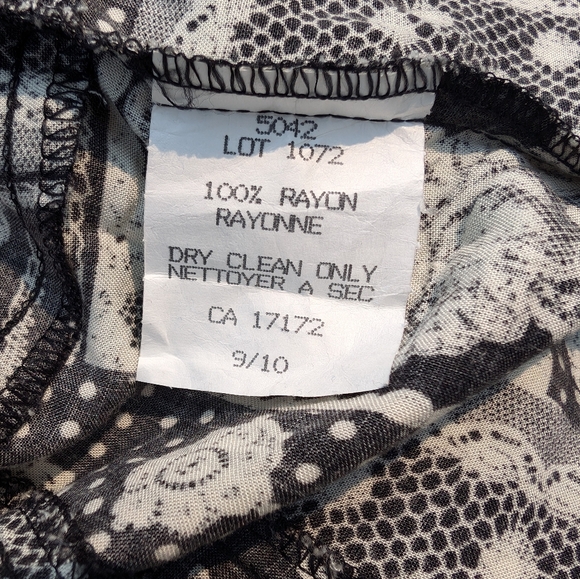 5042
LOT 1072
100% RAYON
RAYONNE
DRY CLEAN ONLY
NETTOYER A SEC
CA 17172
9/10